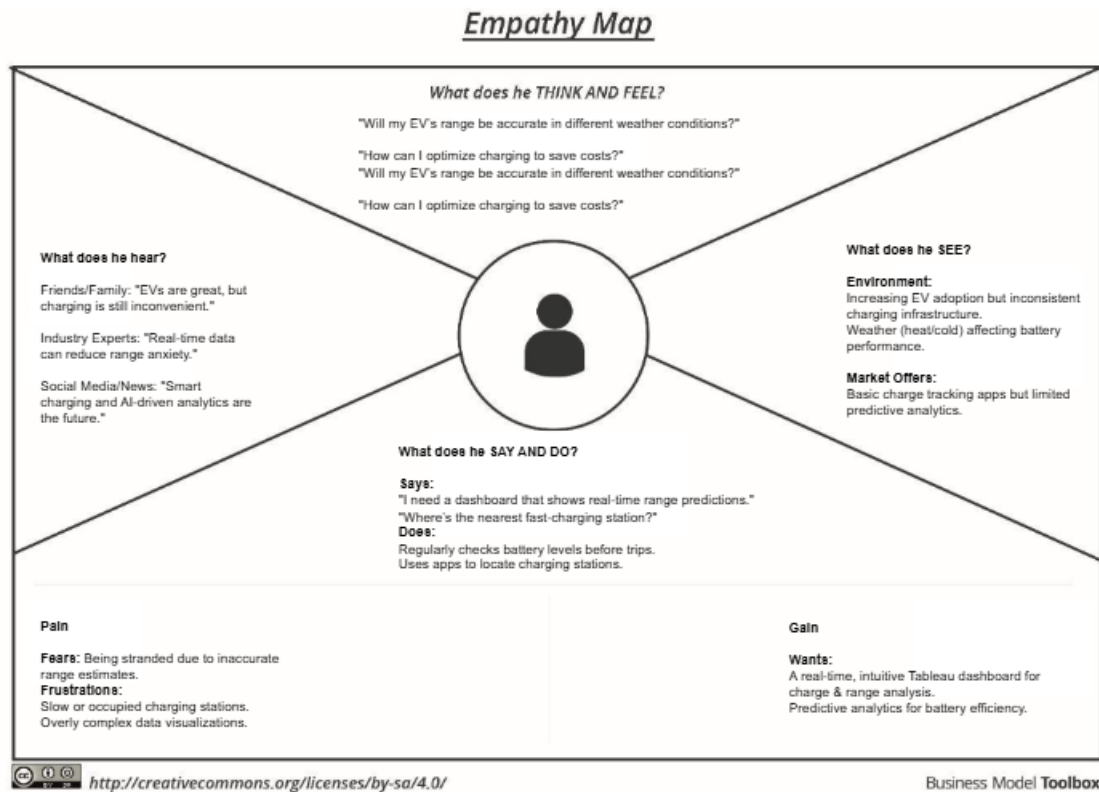 Empathy Map
What does he THINK AND FEEL?
"Will my EV's range be accurate in different weather conditions?"
"How can I optimize charging to save costs?"
"Will my EV's range be accurate in different weather conditions?"
"How can I optimize charging to save costs?"
What does he hear?
Friends/Family: "EVs are great, but
charging is still inconvenient."
Industry Experts: "Real-time data
can reduce range anxiety."
Social Media/News: "Smart
charging and AI-driven analytics are
the future."
What does he SEE?
Environment:
Increasing EV adoption but inconsistent
charging infrastructure.
Weather (heat/cold) affecting battery
performance.
Market Offers:
Basic charge tracking apps but limited
predictive analytics.
What does he SAY AND DO?
Says:
"I need a dashboard that shows real-time range predictions."
"Where's the nearest fast-charging station?"
Does:
Regularly checks battery levels before trips.
Uses apps to locate charging stations.
Pain
Fears: Being stranded due to inaccurate
range estimates.
Frustrations:
Slow or occupied charging stations.
Overly complex data visualizations.
Gain
Wants:
A real-time, intuitive Tableau dashboard for
charge & range analysis.
Predictive analytics for battery efficiency.
cc
BY SA
http://creativecommons.org/licenses/by-sa/4.0/
Business Model Toolbox